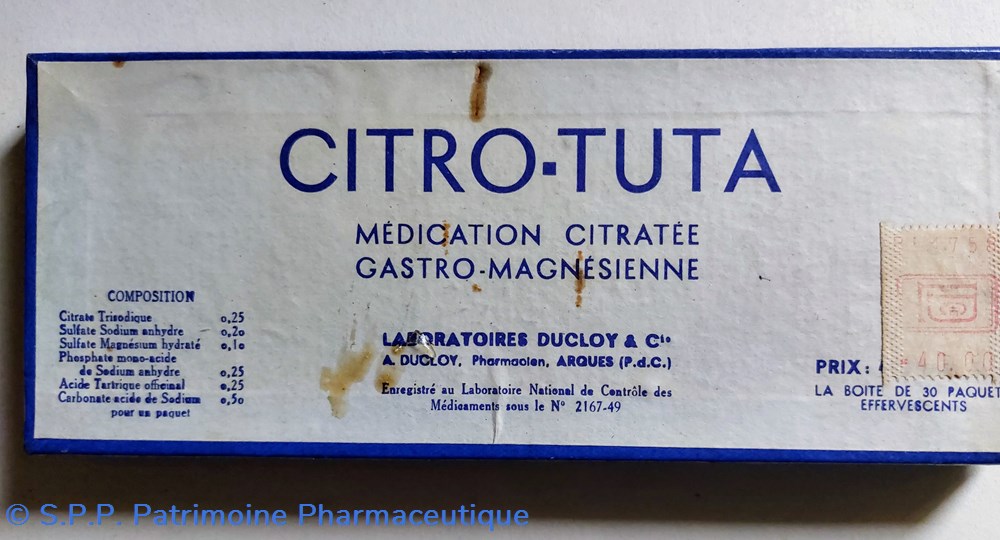 CITRO-TUTA
MÉDICATION CITRATÉE
GASTRO-MAGNÉSIENNE
COMPOSITION
Citrate Trisodique 0,25
Sulfate Sodium anhydre 0,20
Sulfate Magnésium hydraté 0,10
Phosphate mono-acide
de Sodium anhydre 0,25
Acide Tartrique officinal 0,25
Carbonate acide de Sodium 0,50
pour un paquet
LABORATOIRES DUCLOY & Cie
A. DUCLOY, Pharmacien, ARQUES (P.d.C.)
Enregistré au Laboratoire National de Contrôle des
Médicaments sous le N° 2167-49
PRIX:
40,00
LA BOITE DE 30 PAQUET
EFFERVESCENTS
© S.P.P. Patrimoine Pharmaceutique